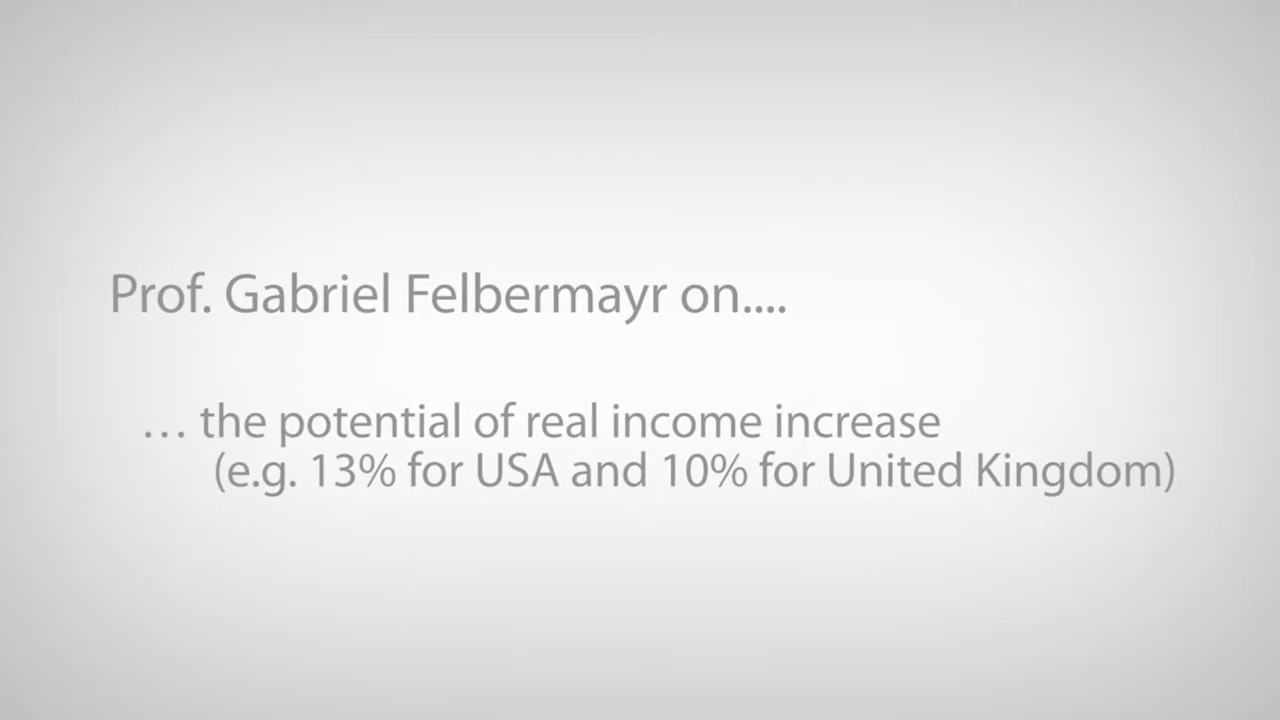 Prof. Gabriel Felbermayr on....
… the potential of real income increase
(e.g. 13% for USA and 10% for United Kingdom)